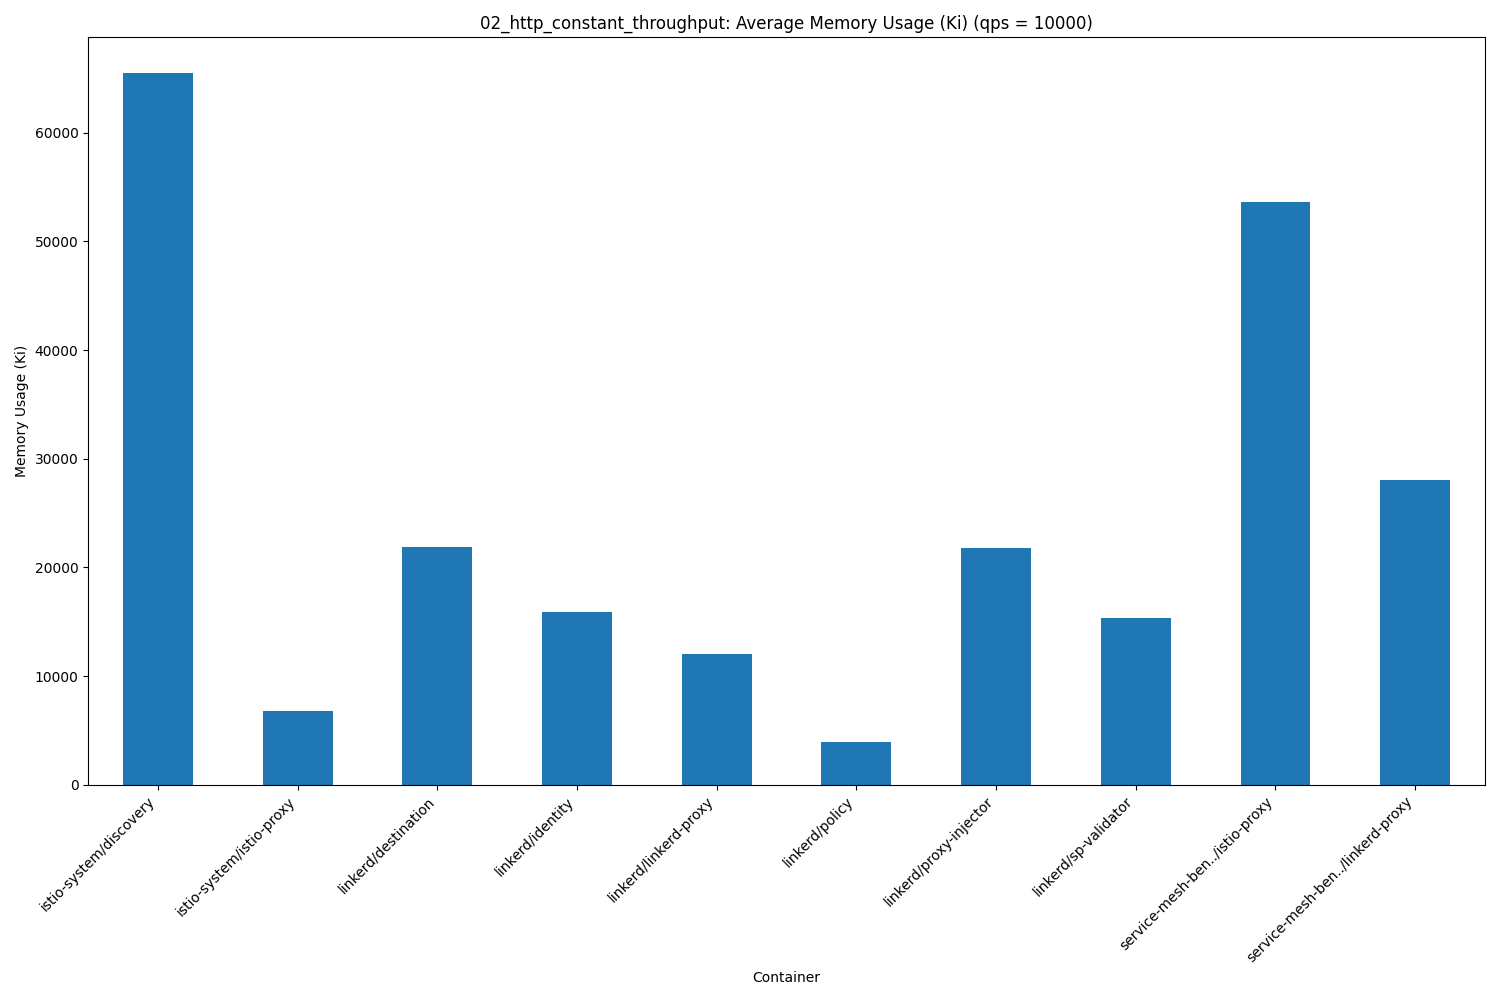 02_http_constant_throughput: Average Memory Usage (Ki) (qps = 10000)
Memory Usage (Ki)
60000
50000
40000
30000
20000
10000
0
istio-system/discovery
istio-system/istio-proxy
linkerd/destination
linkerd/identity
linkerd/linkerd-proxy
linkerd/policy
linkerd/proxy-injector
linkerd/sp-validator
service-mesh-ben../istio-proxy
service-mesh-ben../linkerd-proxy
Container